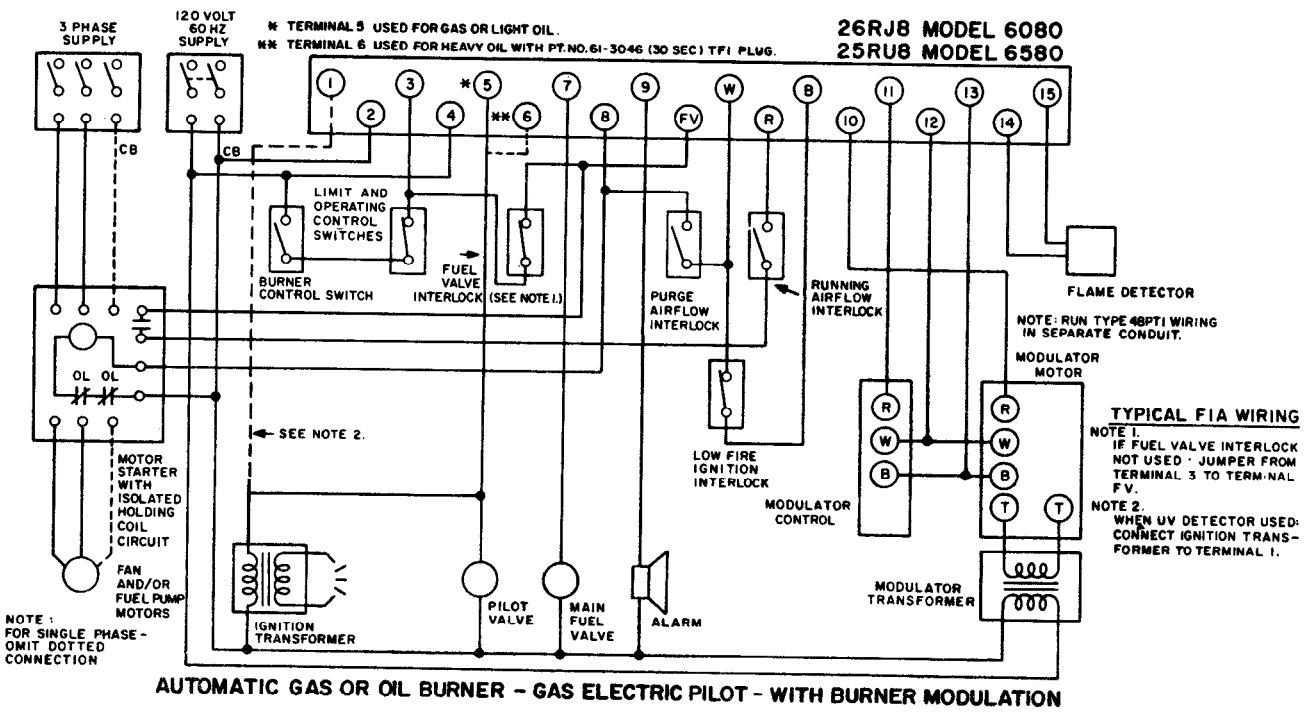 3 PHASE
SUPPLY
120 VOLT
60 HZ
SUPPLY
* TERMINAL 5 USED FOR GAS OR LIGHT OIL.
** TERMINAL 6 USED FOR HEAVY OIL WITH PT. NO. 61-3046 (30 SEC) TFI PLUG.
26RJ8 MODEL 6080
25RU8 MODEL 6580
1
3
*5
7
9
W
B
11
13
15
2
4
**6
8
FV
R
10
12
14
CB
CB
LIMIT AND
OPERATING
CONTROL
SWITCHES
BURNER
CONTROL SWITCH
FUEL
VALVE
INTERLOCK (SEE NOTE 1.)
PURGE
AIRFLOW
INTERLOCK
RUNNING
AIRFLOW
INTERLOCK
FLAME DETECTOR
NOTE: RUN TYPE 48PT1 WIRING
IN SEPARATE CONDUIT.
OL OL
MODULATOR
MOTOR
R
W
B
R
W
B
T
T
SEE NOTE 2.
LOW FIRE
IGNITION
INTERLOCK
MODULATOR
CONTROL
TYPICAL FIA WIRING
NOTE 1.
IF FUEL VALVE INTERLOCK
NOT USED · JUMPER FROM
TERMINAL 3 TO TERMINAL
FV.
NOTE 2.
WHEN UV DETECTOR USED:
CONNECT IGNITION TRANS-
FORMER TO TERMINAL 1.
MOTOR
STARTER
WITH
ISOLATED
HOLDING
COIL
CIRCUIT
FAN
AND/OR
FUEL PUMP
MOTORS
NOTE :
FOR SINGLE PHASE-
OMIT DOTTED
CONNECTION
IGNITION
TRANSFORMER
PILOT
VALVE
MAIN
FUEL
VALVE
ALARM
MODULATOR
TRANSFORMER
AUTOMATIC GAS OR OIL BURNER - GAS ELECTRIC PILOT - WITH BURNER MODULATION